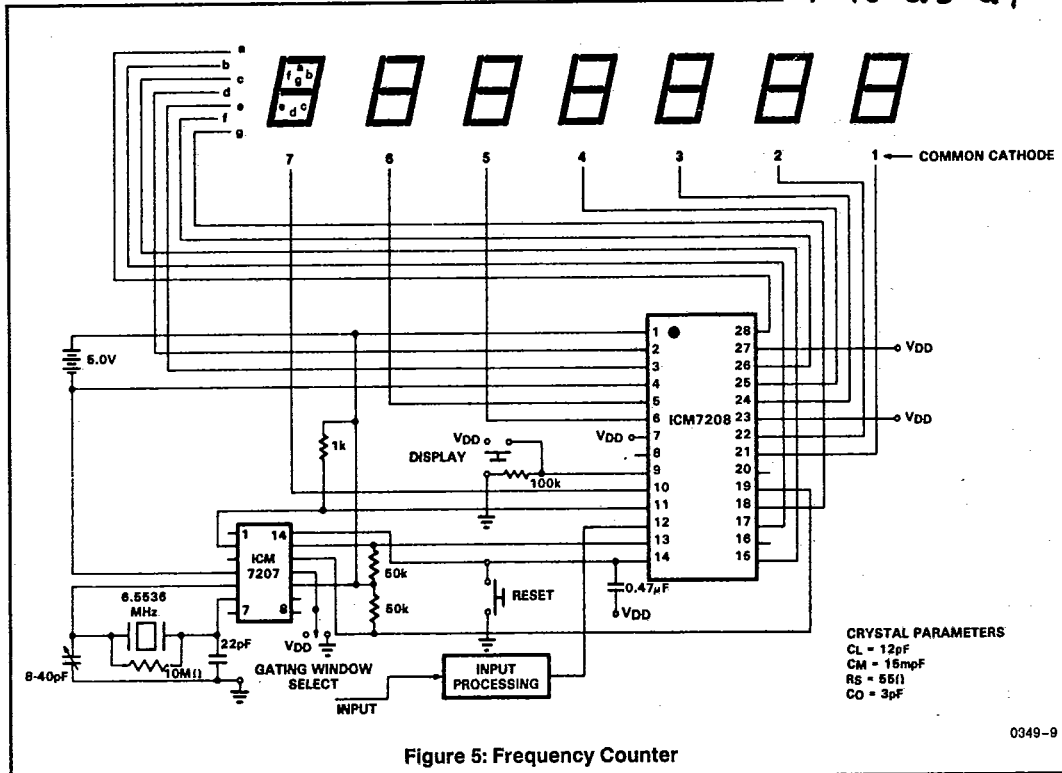 a
b
c
d
e
f
g
a
f b
g
e c
d
7 6 5 4 3 2 1 COMMON CATHODE
5.0V
1 28
2 27 VDD
3 26
4 25
5 24
6 ICM7208 23 VDD
VDD 7 22
8 21
9 20
10 19
11 18
12 17
13 16
14 15
1k
VDD
DISPLAY
100k
1 14
ICM
7207
7 8
50k
50k
RESET
0.47μF
VDD
6.5536
MHz
22pF
VDD
8-40pF
10MΩ
GATING WINDOW
SELECT
INPUT
INPUT
PROCESSING
CRYSTAL PARAMETERS
CL = 12pF
CM = 15mpF
RS = 55Ω
CO = 3pF
0349-9
Figure 5: Frequency Counter